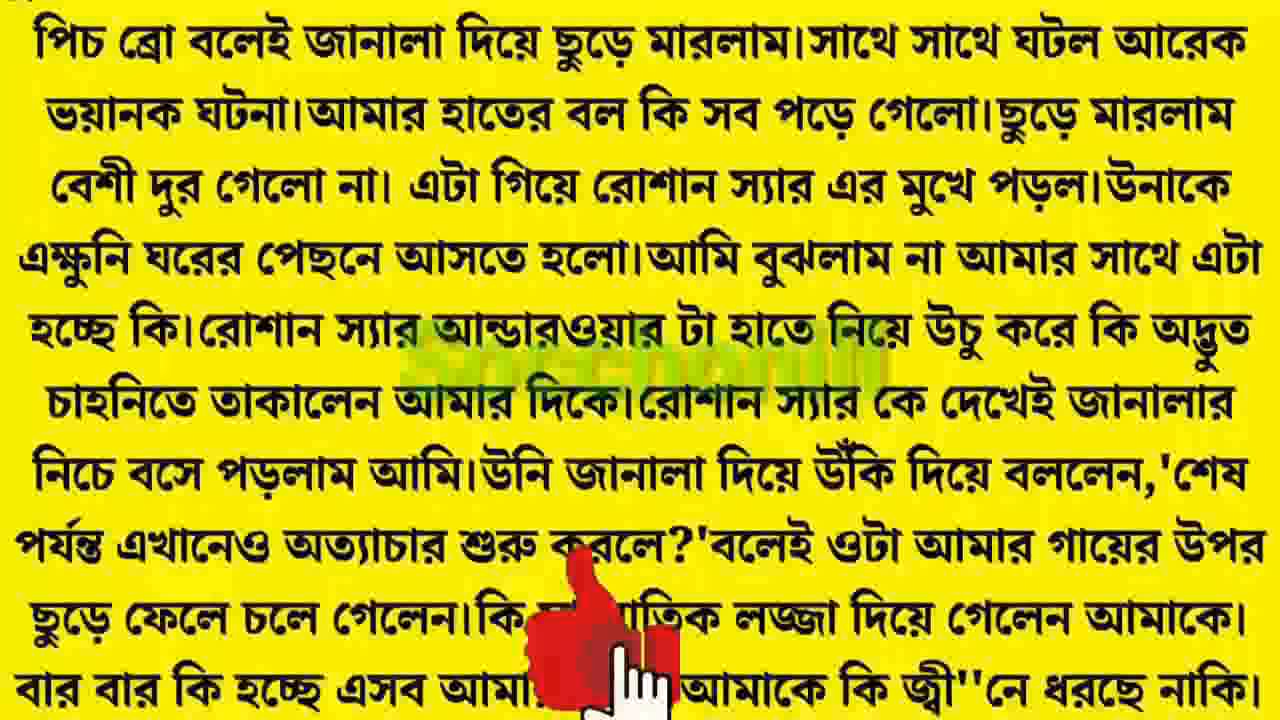 পিচ ব্রো বলেই জানালা দিয়ে ছুড়ে মারলাম।সাথে সাথে ঘটল আরেক
ভয়ানক ঘটনা।আমার হাতের বল কি সব পড়ে গেলো।ছুড়ে মারলাম
বেশী দুর গেলো না। এটা গিয়ে রোশান স্যার এর মুখে পড়ল।উনাকে
এক্ষুনি ঘরের পেছনে আসতে হলো।আমি বুঝলাম না আমার সাথে এটা
হচ্ছে কি।রোশান স্যার আন্ডারওয়ার টা হাতে নিয়ে উচু করে কি অদ্ভুত
চাহনিতে তাকালেন আমার দিকে।রোশান স্যার কে দেখেই জানালার
নিচে বসে পড়লাম আমি।উনি জানালা দিয়ে উঁকি দিয়ে বললেন,'শেষ
পর্যন্ত এখানেও অত্যাচার শুরু করলে?'বলেই ওটা আমার গায়ের উপর
ছুড়ে ফেলে চলে গেলেন।কি লজ্জা দিয়ে গেলেন আমাকে।
বার বার কি হচ্ছে এসব আমাকে কি জ্বী''নে ধরছে নাকি।